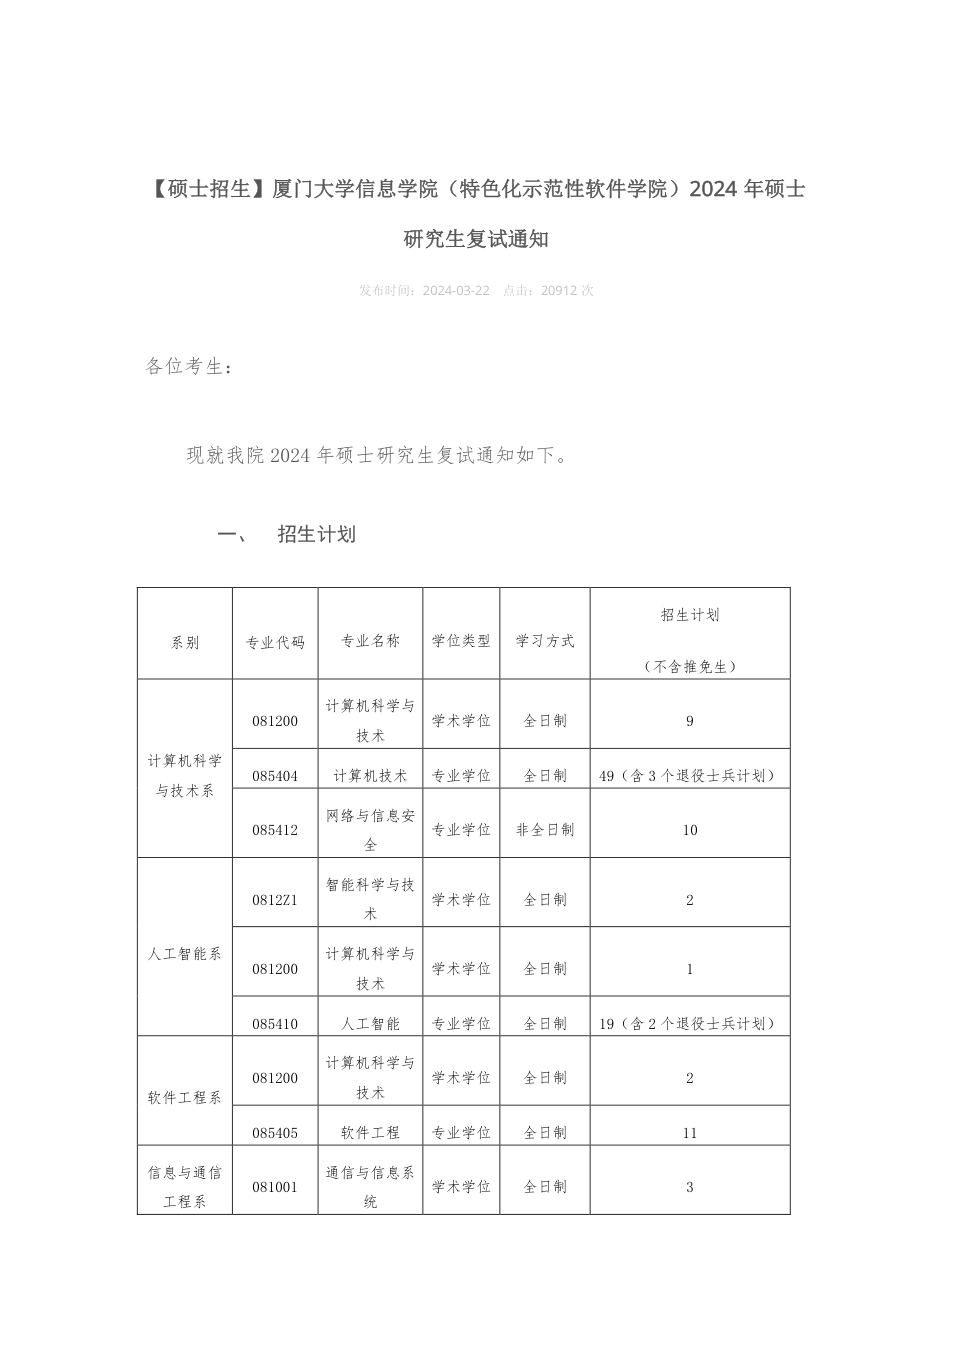 【硕士招生】厦门大学信息学院（特色化示范性软件学院）2024 年硕士
研究生复试通知
发布时间：2024-03-22 点击：20912 次
各位考生：
现就我院 2024 年硕士研究生复试通知如下。
一、 招生计划
系别 专业代码 专业名称 学位类型 学习方式 招生计划
（不含推免生）
计算机科学
与技术系
081200 计算机科学与
技术
学术学位 全日制 9
085404 计算机技术 专业学位 全日制 49（含 3 个退役士兵计划）
085412 网络与信息安
全
专业学位 非全日制 10
人工智能系
0812Z1 智能科学与技
术
学术学位 全日制 2
081200 计算机科学与
技术
学术学位 全日制 1
085410 人工智能 专业学位 全日制 19（含 2 个退役士兵计划）
软件工程系
081200 计算机科学与
技术
学术学位 全日制 2
085405 软件工程 专业学位 全日制 11
信息与通信
工程系
081001 通信与信息系
统
学术学位 全日制 3